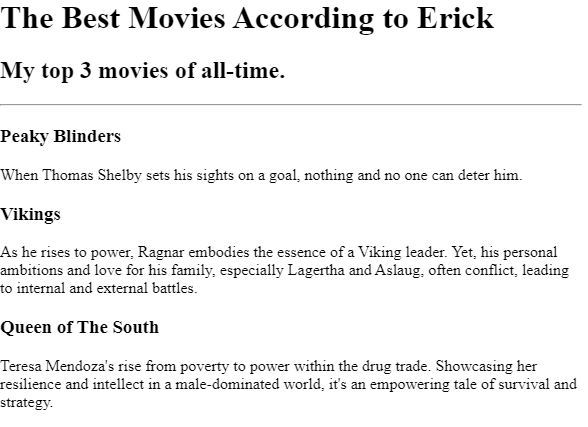 The Best Movies According to Erick
My top 3 movies of all-time.
Peaky Blinders
When Thomas Shelby sets his sights on a goal, nothing and no one can deter him.
Vikings
As he rises to power, Ragnar embodies the essence of a Viking leader. Yet, his personal
ambitions and love for his family, especially Lagertha and Aslaug, often conflict, leading
to internal and external battles.
Queen of The South
Teresa Mendoza's rise from poverty to power within the drug trade. Showcasing her
resilience and intellect in a male-dominated world, it's an empowering tale of survival and
strategy.